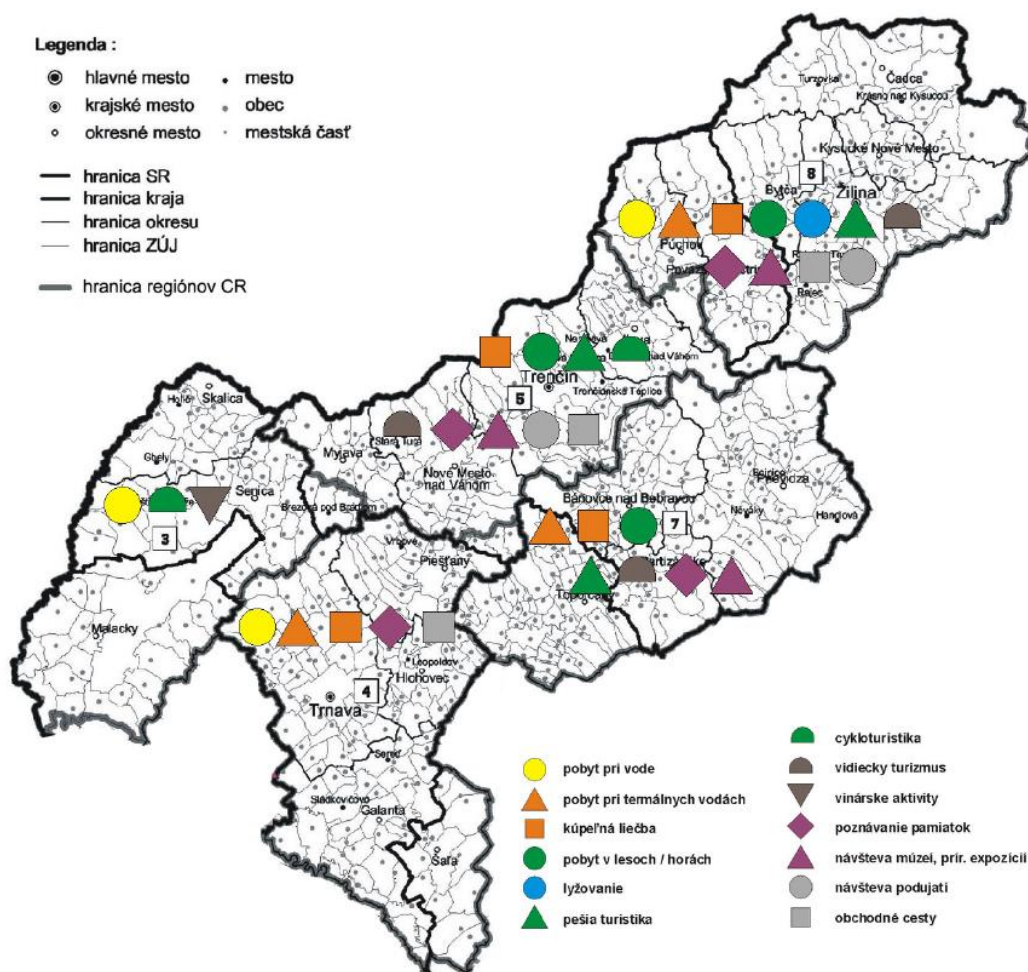 Legenda :
hlavné mesto
mesto
krajské mesto
obec
okresné mesto
mestská časť
hranica SR
hranica kraja
hranica okresu
hranica ZÚJ
hranica regiónov CR
Turzovka
Čadca
Krásno nad Kysucou
Kysucké Nové Mesto
8
Bytča
Žilina
Púchov
Rajec
Trenčín
nad Váhom
Trenčianske Teplice
5
Skalica
Holíč
Gbely
Senica
3
Stará Turá
Myjava
Nové Mesto
nad Váhom
Brezová pod Bradlom
Bánovce nad Bebravou
7
Prievidza
Nováky
Handlová
Vrbové
Piešťany
Malacky
Leopoldov
Hlohovec
4
Trnava
Sereď
Sládkovičovo
Galanta
Šaľa
pobyt pri vode
pobyt pri termálnych vodách
kúpeľná liečba
pobyt v lesoch / horách
lyžovanie
pešia turistika
cykloturistika
vidiecky turizmus
vinárske aktivity
poznávanie pamiatok
návšteva múzeí, prír. expozícií
návšteva podujatí
obchodné cesty